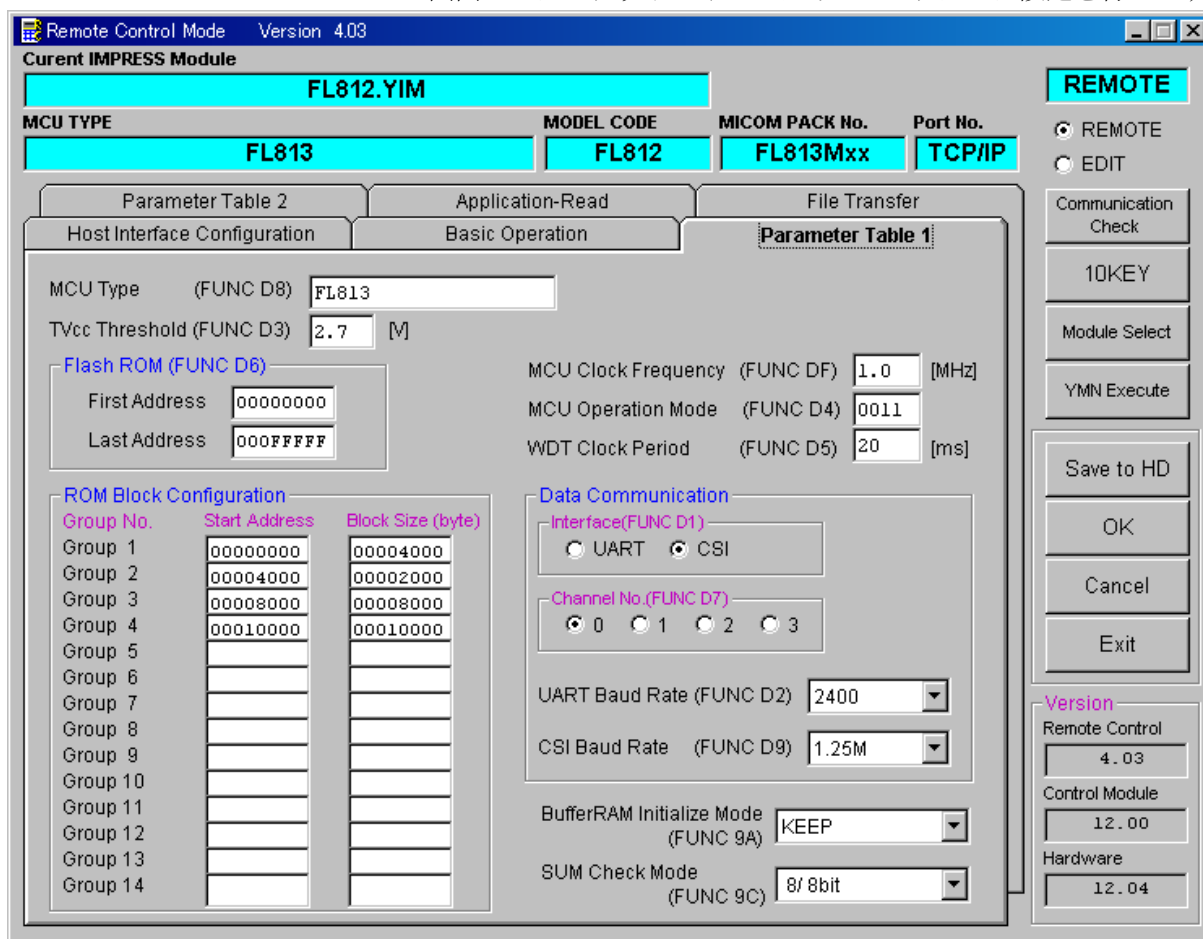 Remote Control Mode Version 4.03
Curent IMPRESS Module
FL812.YIM
MCU TYPE MODEL CODE MICOM PACK No. Port No.
FL813 FL812 FL813Mxx TCP/IP
REMOTE
REMOTE
EDIT
Communication Check
10KEY
Module Select
YMN Execute
Save to HD
OK
Cancel
Exit
Version
Remote Control
4.03
Control Module
12.00
Hardware
12.04
Parameter Table 2 Application-Read File Transfer
Host Interface Configuration Basic Operation Parameter Table 1
MCU Type (FUNC D8) FL813
TVcc Threshold (FUNC D3) 2.7 [V]
Flash ROM (FUNC D6)
First Address 00000000
Last Address 000FFFFF
MCU Clock Frequency (FUNC DF) 1.0 [MHz]
MCU Operation Mode (FUNC D4) 0011
WDT Clock Period (FUNC D5) 20 [ms]
ROM Block Configuration
Group No. Start Address Block Size (byte)
Group 1 00000000 00004000
Group 2 00004000 00002000
Group 3 00008000 00008000
Group 4 00010000 00010000
Group 5
Group 6
Group 7
Group 8
Group 9
Group 10
Group 11
Group 12
Group 13
Group 14
Data Communication
Interface(FUNC D1)
UART CSI
Channel No.(FUNC D7)
0 1 2 3
UART Baud Rate (FUNC D2) 2400
CSI Baud Rate (FUNC D9) 1.25M
BufferRAM Initialize Mode
(FUNC 9A) KEEP
SUM Check Mode
(FUNC 9C) 8/ 8bit